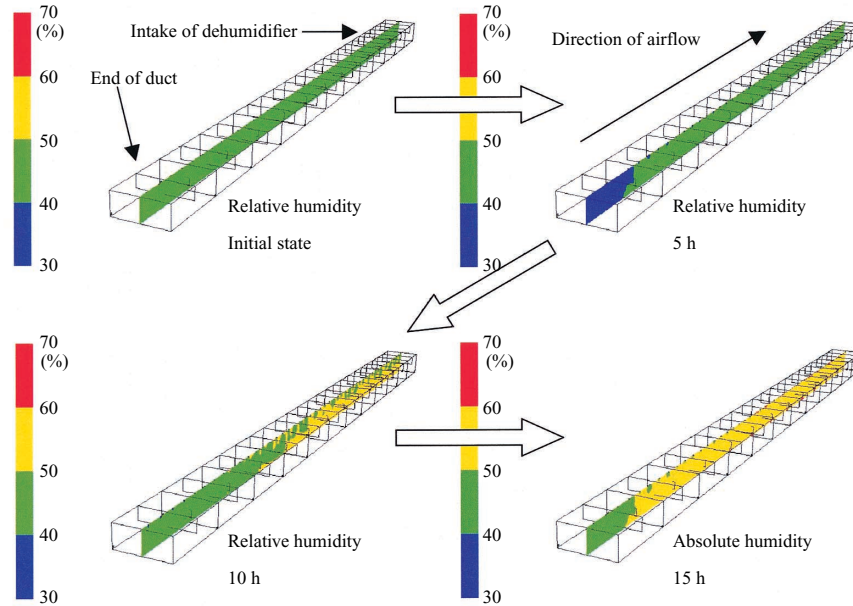 70
(%)
60
50
40
30
Intake of dehumidifier
End of duct
Relative humidity
Initial state
70
(%)
60
50
40
30
Direction of airflow
Relative humidity
5 h
70
(%)
60
50
40
30
Relative humidity
10 h
70
(%)
60
50
40
30
Absolute humidity
15 h